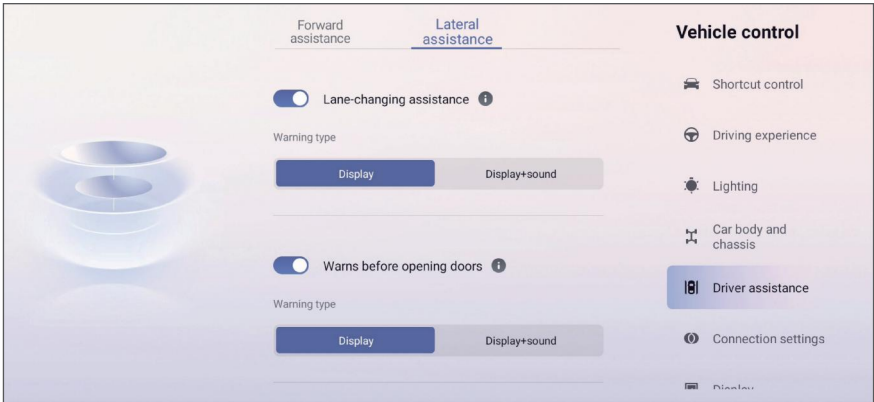 Forward
assistance
Lateral
assistance
Lane-changing assistance
Warning type
Display
Display+sound
Warns before opening doors
Warning type
Display
Display+sound
Vehicle control
Shortcut control
Driving experience
Lighting
Car body and
chassis
Driver assistance
Connection settings
Display